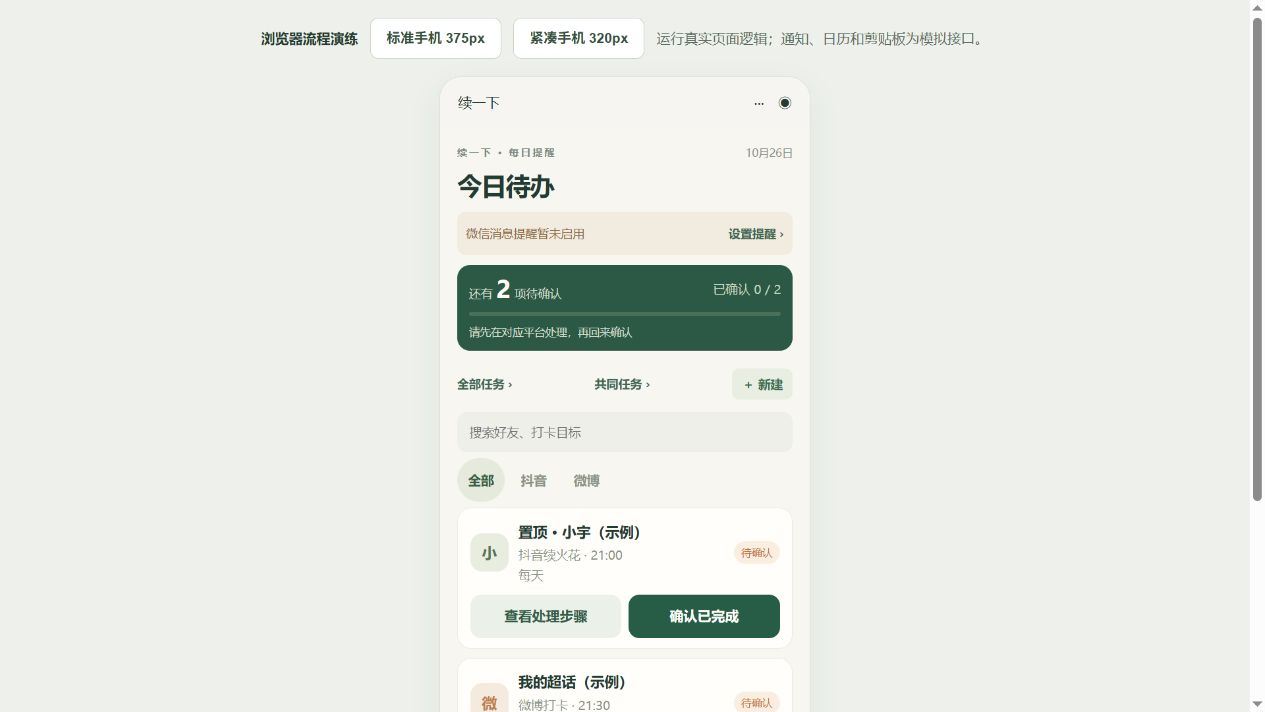 浏览器流程演练 标准手机 375px 紧凑手机 320px 运行真实页面逻辑；通知、日历和剪贴板为模拟接口。
续一下 ···
续一下 · 每日提醒 10月26日
今日待办
微信消息提醒暂未启用 设置提醒 ›
还有 2 项待确认 已确认 0 / 2
请先在对应平台处理，再回来确认
全部任务 › 共同任务 › ＋ 新建
搜索好友、打卡目标
全部 抖音 微博
置顶 · 小宇（示例）
小 抖音续火花 · 21:00 待确认
每天
查看处理步骤 确认已完成
我的超话（示例）
微 微博打卡 · 21:30 待确认